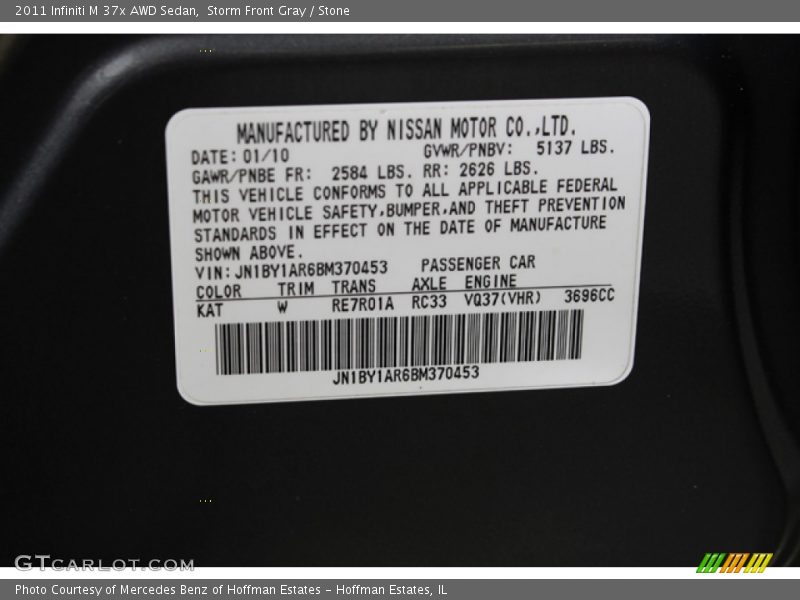 2011 Infiniti M 37x AWD Sedan,  Storm Front Gray / Stone
MANUFACTURED BY NISSAN MOTOR CO.,LTD.
DATE: 01/10 GVWR/PNBV: 5137 LBS.
GAWR/PNBE FR: 2584 LBS. RR: 2626 LBS.
THIS VEHICLE CONFORMS TO ALL APPLICABLE FEDERAL
MOTOR VEHICLE SAFETY,BUMPER,AND THEFT PREVENTION
STANDARDS IN EFFECT ON THE DATE OF MANUFACTURE
SHOWN ABOVE.
VIN: JN1BY1AR6BM370453 PASSENGER CAR
COLOR TRIM TRANS AXLE ENGINE
KAT W RE7R01A RC33 VQ37(VHR) 3696CC
JN1BY1AR6BM370453
GTCARLOT.COM
Photo Courtesy of Mercedes Benz of Hoffman Estates – Hoffman Estates, IL